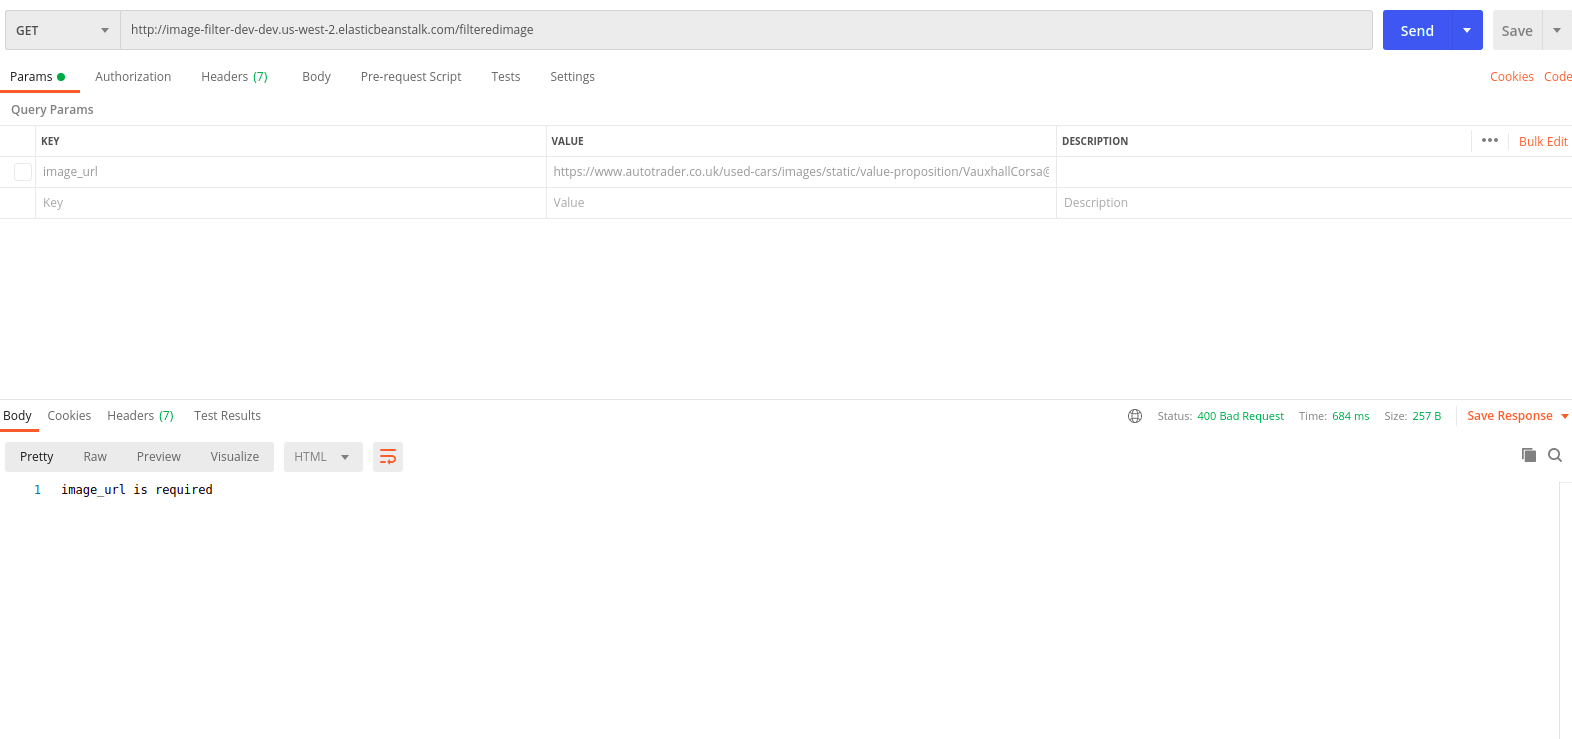 GET http://image-filter-dev-dev.us-west-2.elasticbeanstalk.com/filteredimage Send Save
Params Authorization Headers (7) Body Pre-request Script Tests Settings Cookies Code
Query Params
KEY VALUE DESCRIPTION ••• Bulk Edit
image_url https://www.autotrader.co.uk/used-cars/images/static/value-proposition/VauxhallCorsa@
Key Value Description
Body Cookies Headers (7) Test Results Status: 400 Bad Request Time: 684 ms Size: 257 B Save Response
Pretty Raw Preview Visualize HTML
1 image_url is required